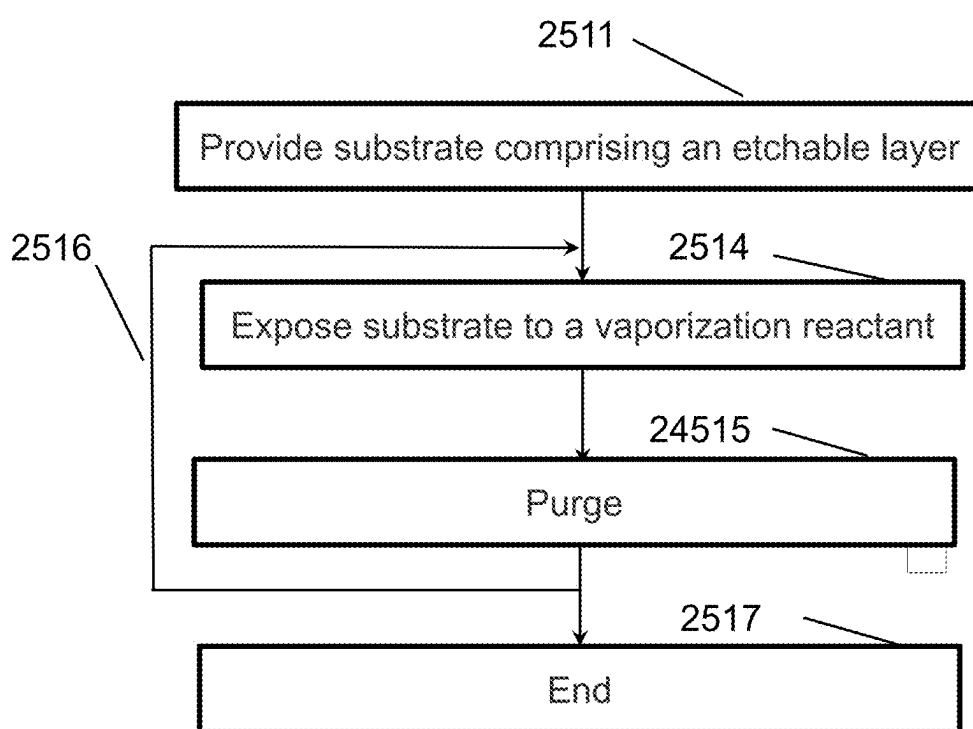 2511
Provide substrate comprising an etchable layer
2516
2514
Expose substrate to a vaporization reactant
24515
Purge
2517
End